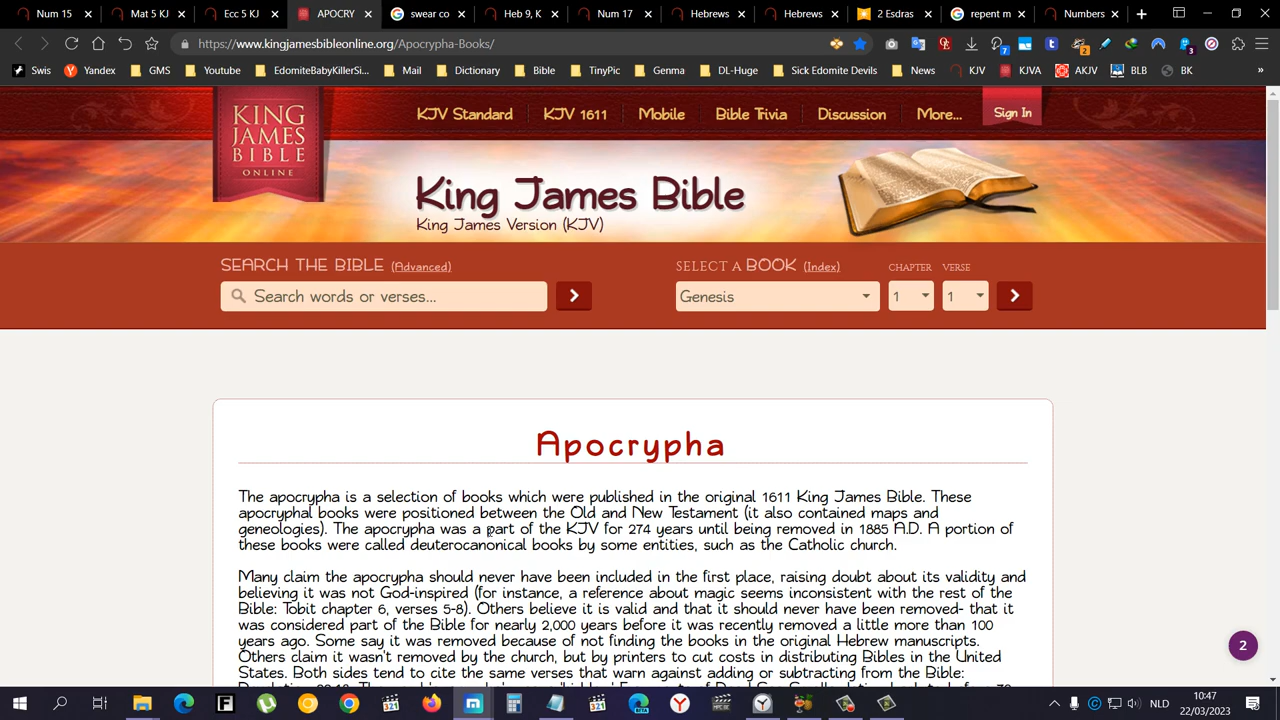 Num 15
Mat 5 KJ
Ecc 5 KJ
APOCRY
swear co
Heb 9, K
Num 17
Hebrews
Hebrews
2 Esdras
repent m
Numbers
https://www.kingjamesbibleonline.org/Apocrypha-Books/
7
2
3
Swis
Yandex
GMS
Youtube
EdomiteBabyKillerSi...
Mail
Dictionary
Bible
TinyPic
Genma
DL-Huge
Sick Edomite Devils
News
KJV
KJVA
AKJV
BLB
BK
»
KING
JAMES
BIBLE
ONLINE
KJV Standard
KJV 1611
Mobile
Bible Trivia
Discussion
More...
Sign In
King James Bible
King James Version (KJV)
SEARCH THE BIBLE (Advanced)
SELECT A BOOK (Index)
CHAPTER
VERSE
Search words or verses...
Genesis
1
1
Apocrypha
The apocrypha is a selection of books which were published in the original 1611 King James Bible. These
apocryphal books were positioned between the Old and New Testament (it also contained maps and
geneologies). The apocrypha was a part of the KJV for 274 years until being removed in 1885 A.D. A portion of
these books were called deuterocanonical books by some entities, such as the Catholic church.
Many claim the apocrypha should never have been included in the first place, raising doubt about its validity and
believing it was not God-inspired (for instance, a reference about magic seems inconsistent with the rest of the
Bible: Tobit chapter 6, verses 5-8). Others believe it is valid and that it should never have been removed- that it
was considered part of the Bible for nearly 2,000 years before it was recently removed a little more than 100
years ago. Some say it was removed because of not finding the books in the original Hebrew manuscripts.
Others claim it wasn't removed by the church, but by printers to cut costs in distributing Bibles in the United
States. Both sides tend to cite the same verses that warn against adding or subtracting from the Bible:
2
NLD
10:47
22/03/2023